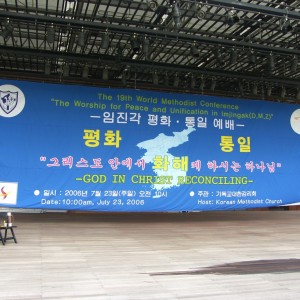 The 19th World Methodist Conference
"The Worship for Peace and Unification in Imjingak(D.M.Z)"
－임진각 평화·통일 예배－
평화 통일
"그리스도 안에서 화해케 하시는 하나님"
-GOD IN CHRIST RECONCILING-
일시 : 2006년 7월 23일(주일) 오전 10시
주관 : 기독교대한감리회
Date:10:00am, July 23, 2006
Host: Korean Methodist Church